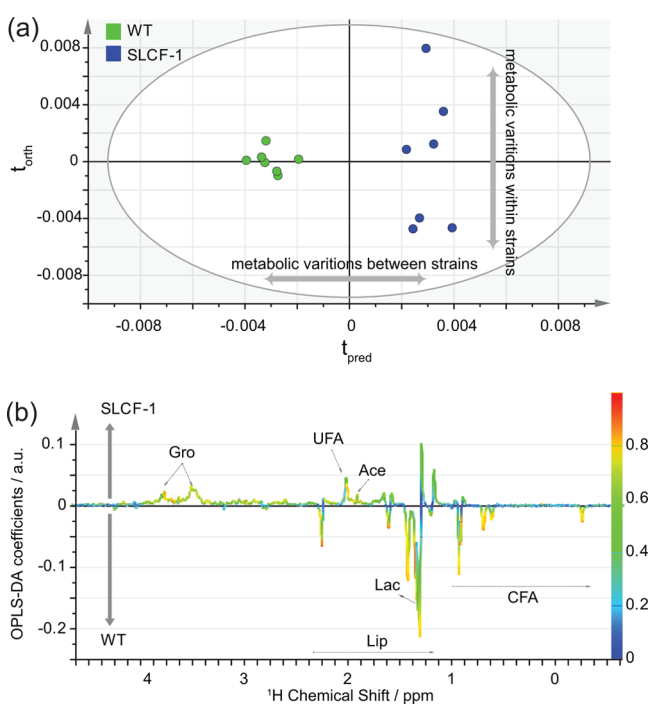 (a)
WT
SLCF-1
0.008
0.004
0
-0.004
-0.008
t_orth
metabolic varitions within strains
metabolic varitions between strains
-0.008
-0.004
0
0.004
0.008
t_pred
(b)
SLCF-1
WT
OPLS-DA coefficients / a.u.
0.1
0
-0.1
-0.2
Gro
UFA
Ace
Lac
Lip
CFA
0.8
0.6
0.4
0.2
0
4
3
2
1
0
¹H Chemical Shift / ppm